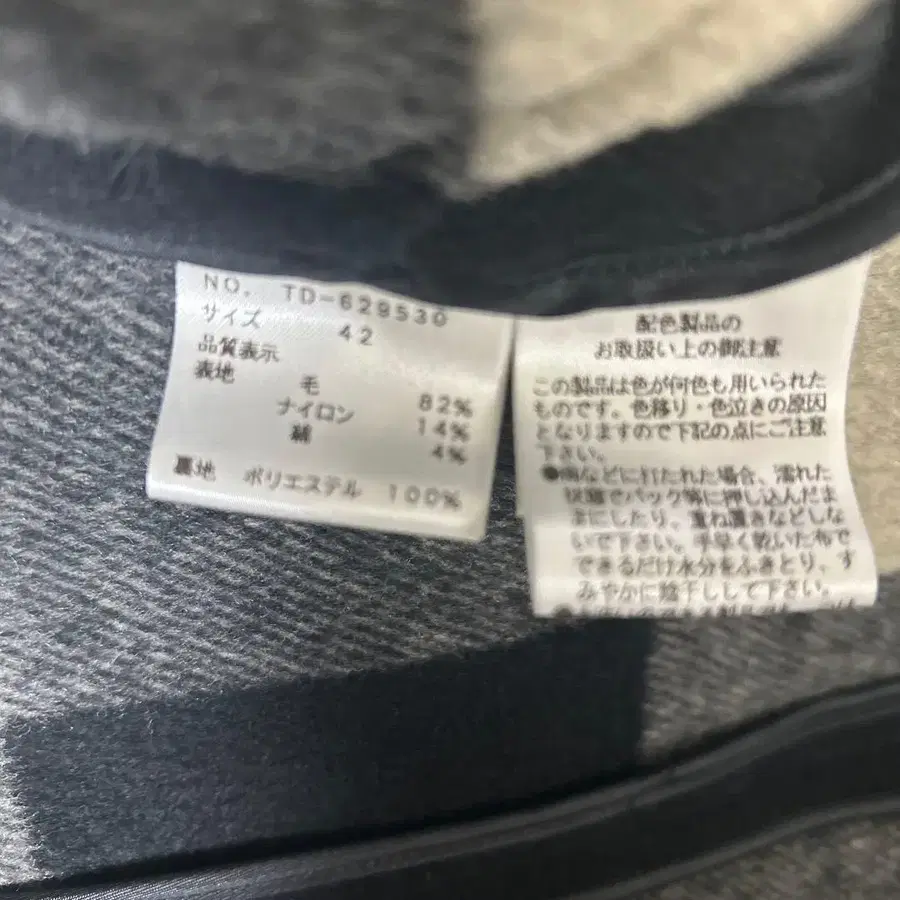 NO. TD-629530
サイズ 42
品質表示
表地 毛 82%
ナイロン 14%
綿 4%
裏地 ポリエステル 100%
配色製品の
お取扱い上の御注意
この製品は色が何色も用いられた
ものです。色移り・色泣きの原因
となりますので下記の点にご注意
下さい。
●雨などに打たれた場合、濡れた
状態でバック等に押し込んだま
まにしたり、重ね置きなどしな
いで下さい。手早く乾いた布で
できるだけ水分をふきとり、す
みやかに陰干しして下さい。